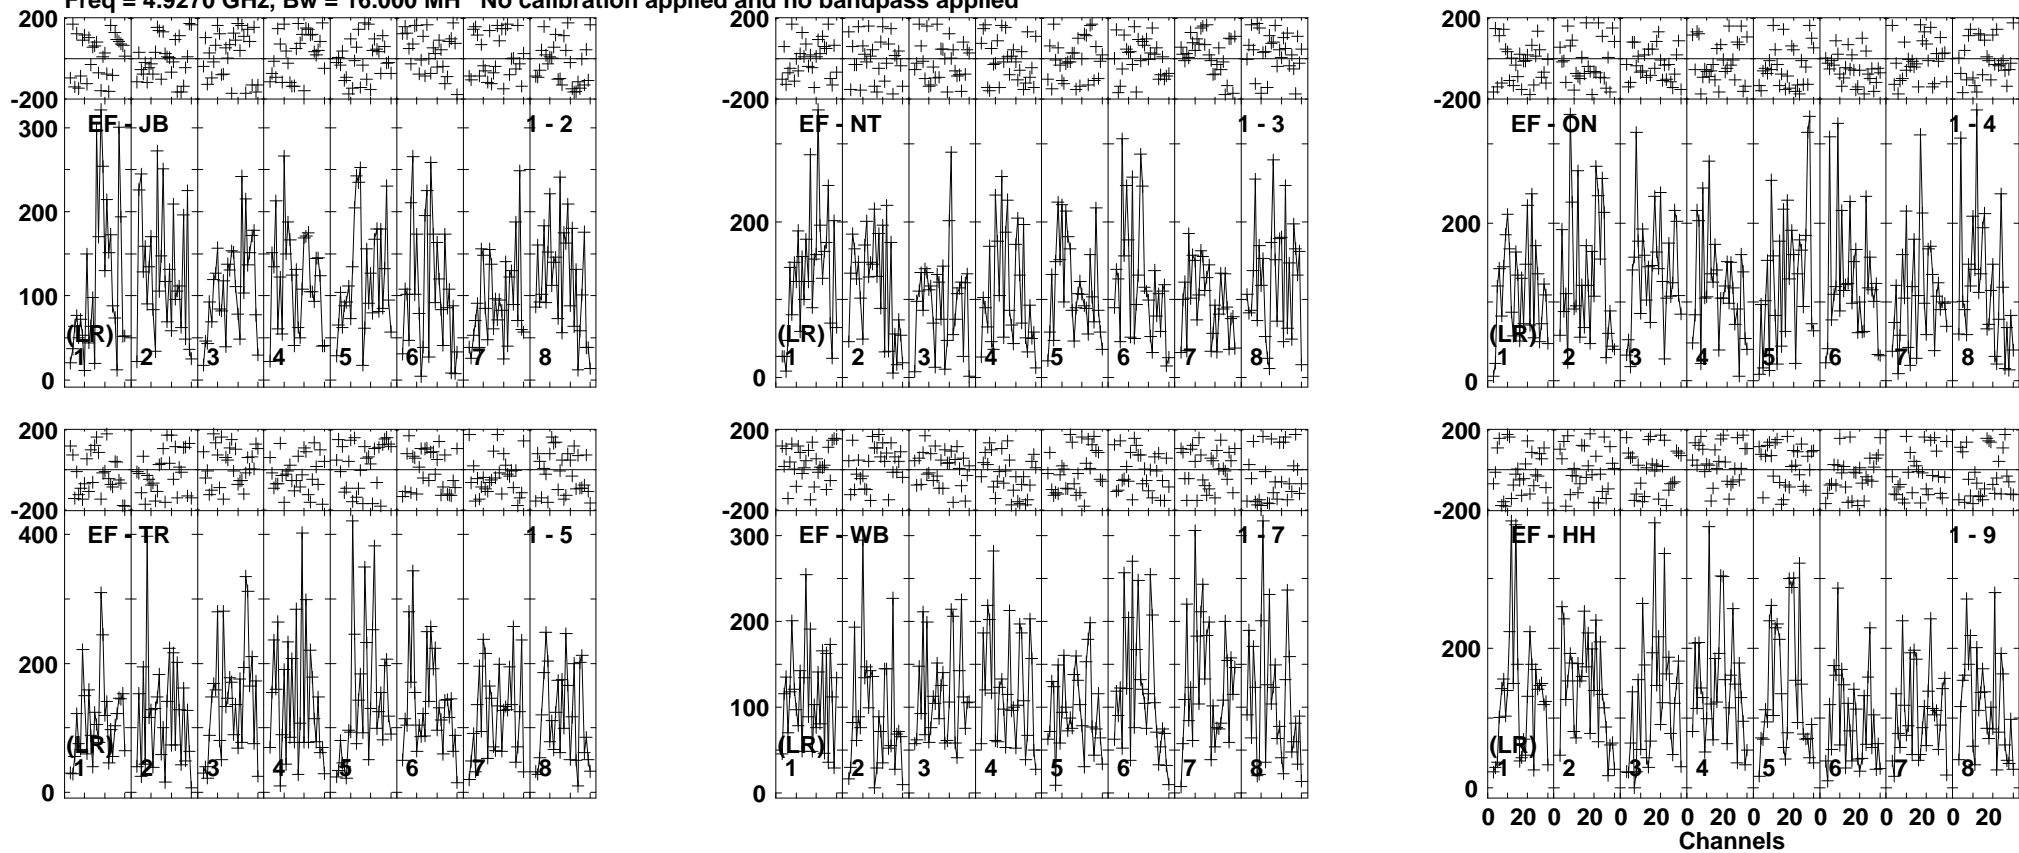 Freq = 4.9270 GHz, Bw = 16.000 MH No calibration applied and no bandpass applied
200
-200
EF - JB
1 - 2
300
200
100
0
(LR)
1 2 3 4 5 6 7 8
200
-200
EF - NT
1 - 3
200
0
(LR)
1 2 3 4 5 6 7 8
200
-200
EF - ON
1 - 4
200
0
(LR)
1 2 3 4 5 6 7 8
200
-200
EF - TR
1 - 5
400
200
0
(LR)
1 2 3 4 5 6 7 8
200
-200
EF - WB
1 - 7
300
200
100
0
(LR)
1 2 3 4 5 6 7 8
200
-200
EF - HH
1 - 9
200
0
(LR)
1 2 3 4 5 6 7 8
0 20 0 20 0 20 0 20 0 20 0 20 0 20 0 20
Channels